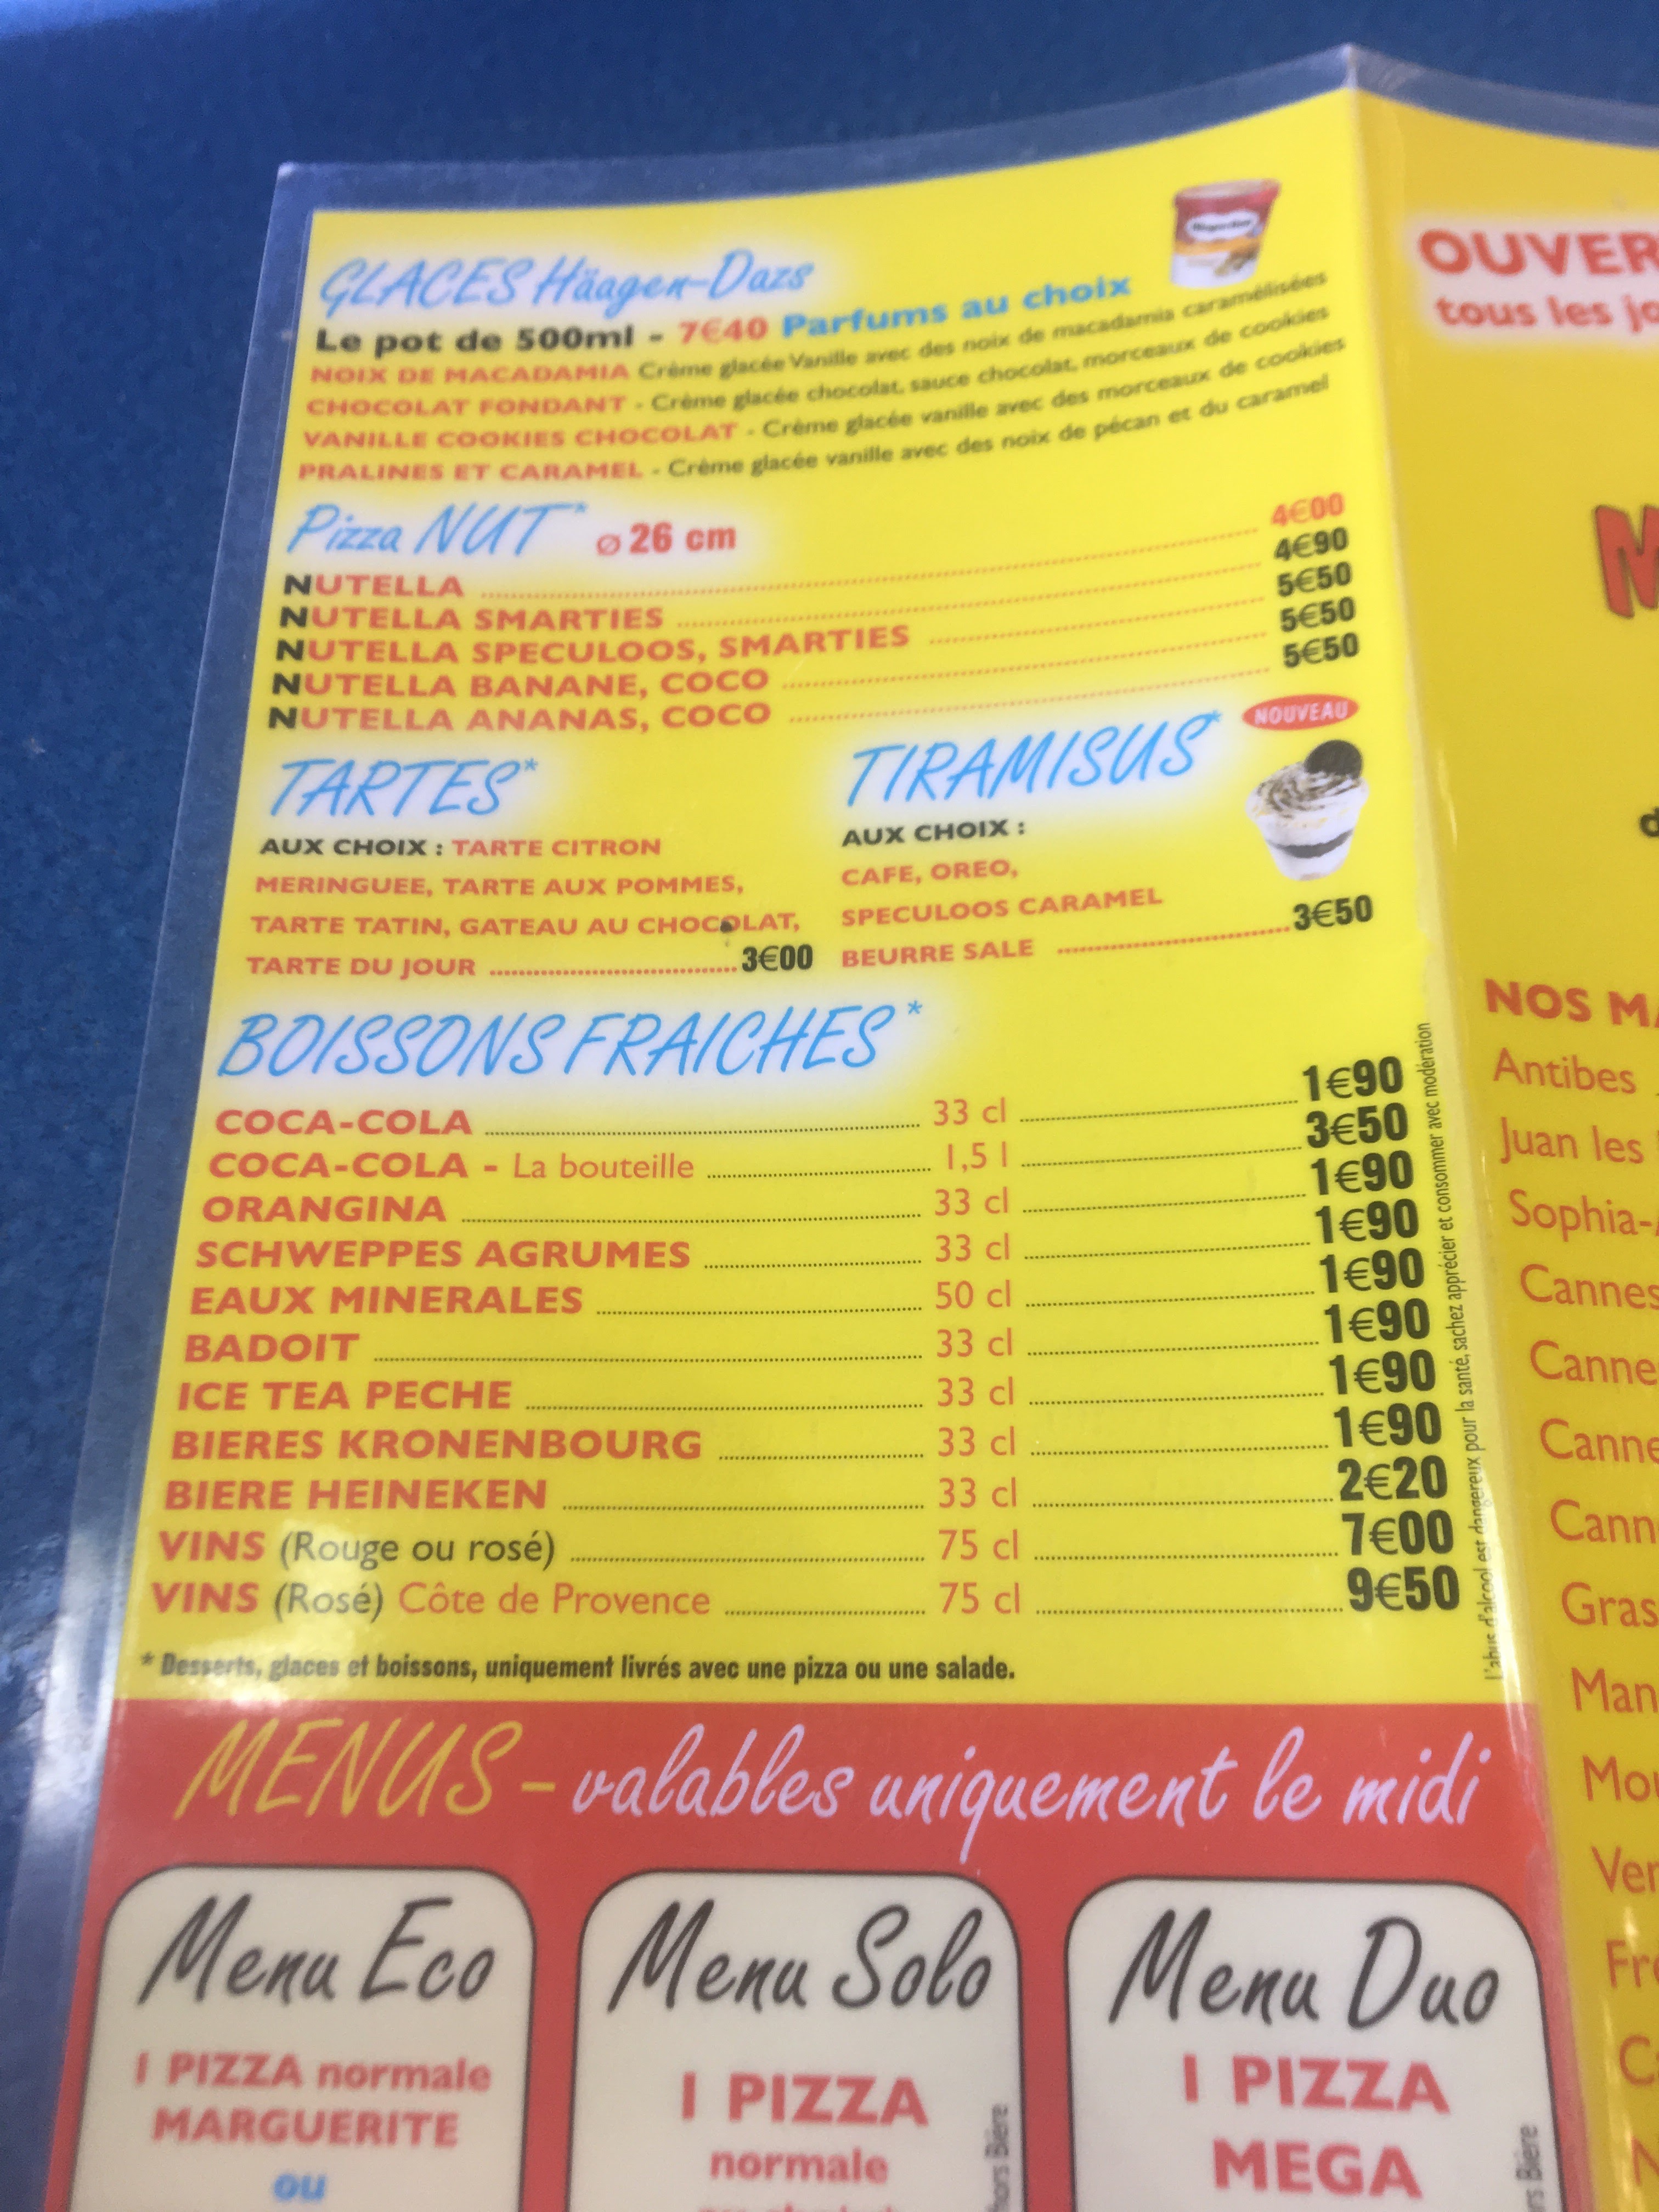 GLACES Häagen-Dazs
Le pot de 500ml - 7€40 Parfums au choix
NOIX DE MACADAMIA Crème glacée Vanille avec des noix de macadamia caramélisées
CHOCOLAT FONDANT - Crème glacée chocolat, sauce chocolat, morceaux de cookies
VANILLE COOKIES CHOCOLAT - Crème glacée vanille avec des morceaux de cookies
PRALINES ET CARAMEL - Crème glacée vanille avec des noix de pécan et du caramel
Pizza NUT* ø 26 cm
NUTELLA 4€00
NUTELLA SMARTIES 4€90
NUTELLA SPECULOOS, SMARTIES 5€50
NUTELLA BANANE, COCO 5€50
NUTELLA ANANAS, COCO 5€50
TARTES*
AUX CHOIX : TARTE CITRON
MERINGUEE, TARTE AUX POMMES,
TARTE TATIN, GATEAU AU CHOCOLAT,
TARTE DU JOUR 3€00
TIRAMISUS* NOUVEAU
AUX CHOIX :
CAFE, OREO,
SPECULOOS CARAMEL
BEURRE SALE 3€50
BOISSONS FRAICHES*
COCA-COLA 33 cl 1€90
COCA-COLA - La bouteille 1,5 l 3€50
ORANGINA 33 cl 1€90
SCHWEPPES AGRUMES 33 cl 1€90
EAUX MINERALES 50 cl 1€90
BADOIT 33 cl 1€90
ICE TEA PECHE 33 cl 1€90
BIERES KRONENBOURG 33 cl 1€90
BIERE HEINEKEN 33 cl 2€20
VINS (Rouge ou rosé) 75 cl 7€00
VINS (Rosé) Côte de Provence 75 cl 9€50
L'abus d'alcool est dangereux pour la santé, sachez apprécier et consommer avec modération
* Desserts, glaces et boissons, uniquement livrés avec une pizza ou une salade.
MENUS - valables uniquement le midi
Menu Eco
1 PIZZA normale
MARGUERITE
ou
Menu Solo
1 PIZZA
normale
hors Bière
Menu Duo
1 PIZZA
MEGA
rs Bière
OUVER
tous les jo
M
d
NOS MA
Antibes
Juan les
Sophia-A
Cannes
Canne
Canne
Cann
Gras
Man
Mou
Ven
Fre
Ca